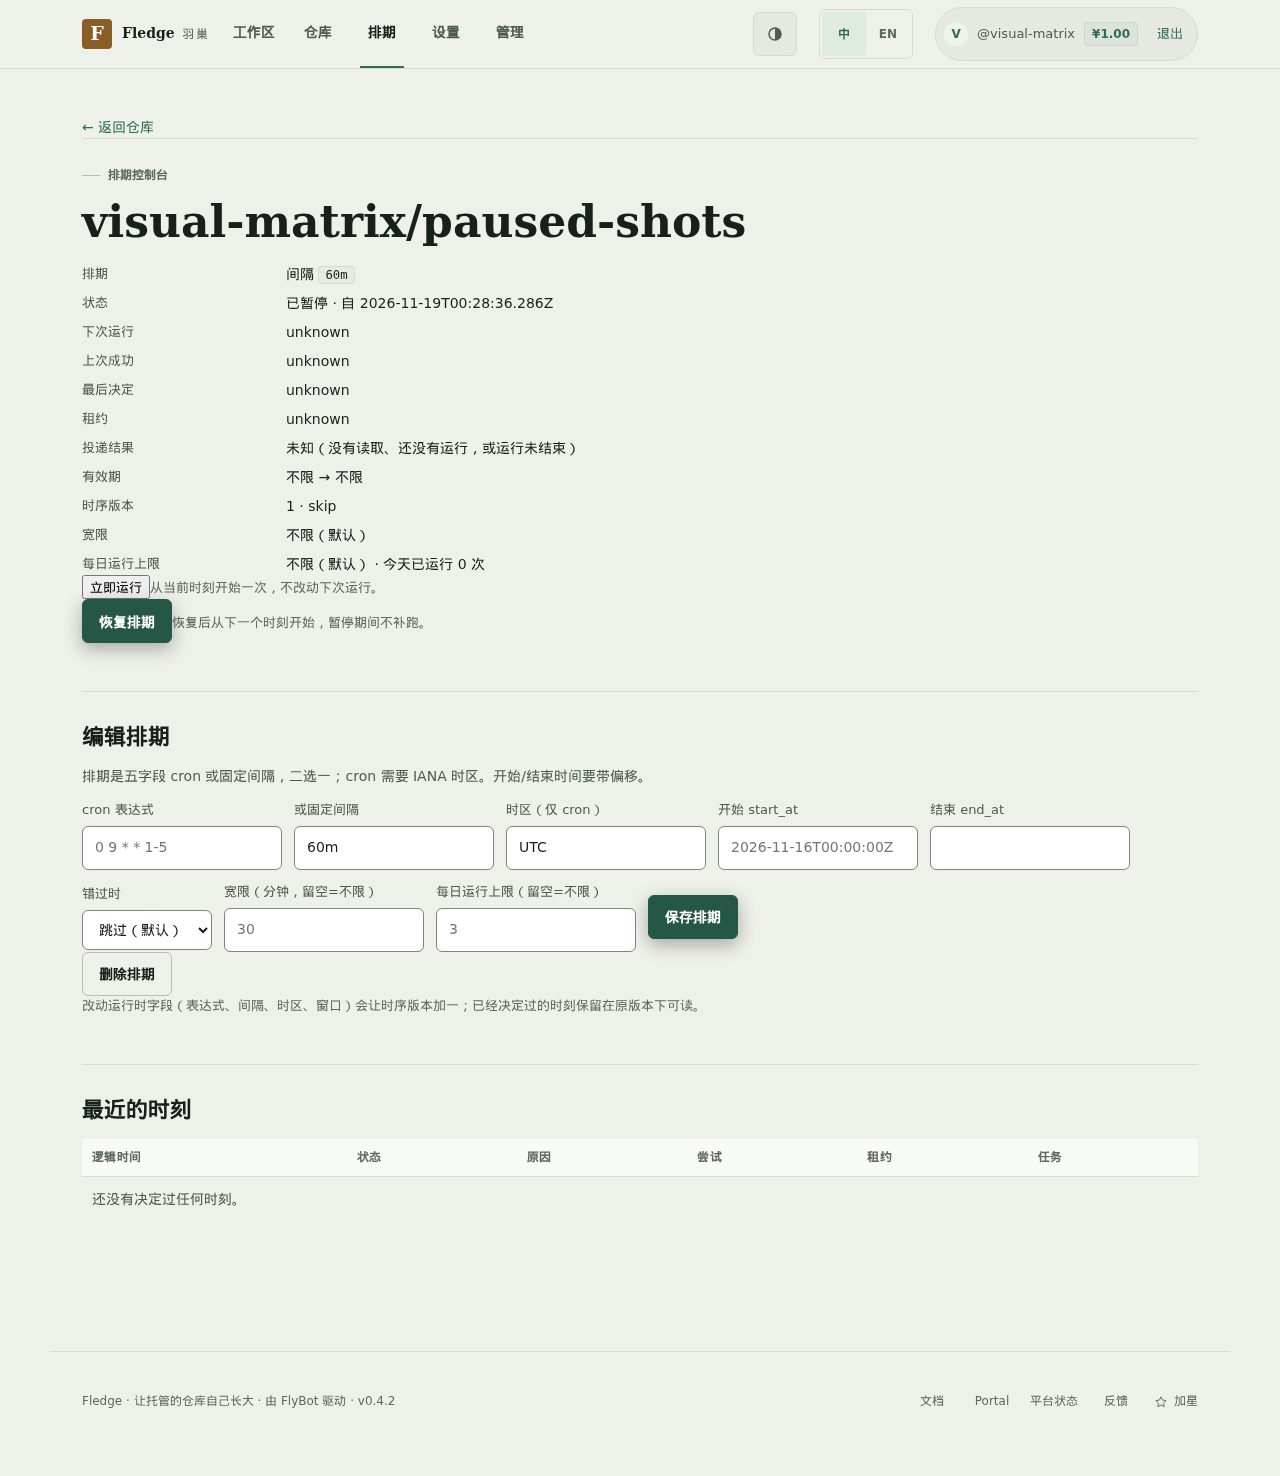 F Fledge 羽巢 工作区 仓库 排期 设置 管理 中 EN V @visual-matrix ¥1.00 退出
← 返回仓库
排期控制台
visual-matrix/paused-shots
排期 间隔 60m
状态 已暂停 · 自 2026-11-19T00:28:36.286Z
下次运行 unknown
上次成功 unknown
最后决定 unknown
租约 unknown
投递结果 未知（没有读取、还没有运行，或运行未结束）
有效期 不限 → 不限
时序版本 1 · skip
宽限 不限（默认）
每日运行上限 不限（默认） · 今天已运行 0 次
立即运行 从当前时刻开始一次，不改动下次运行。
恢复排期 恢复后从下一个时刻开始，暂停期间不补跑。
编辑排期
排期是五字段 cron 或固定间隔，二选一；cron 需要 IANA 时区。开始/结束时间要带偏移。
cron 表达式 或固定间隔 时区（仅 cron） 开始 start_at 结束 end_at
0 9 * * 1-5 60m UTC 2026-11-16T00:00:00Z
错过时 宽限（分钟，留空=不限） 每日运行上限（留空=不限）
跳过（默认） 30 3 保存排期
删除排期
改动运行时字段（表达式、间隔、时区、窗口）会让时序版本加一；已经决定过的时刻保留在原版本下可读。
最近的时刻
逻辑时间 状态 原因 尝试 租约 任务
还没有决定过任何时刻。
Fledge · 让托管的仓库自己长大 · 由 FlyBot 驱动 · v0.4.2 文档 Portal 平台状态 反馈 加星